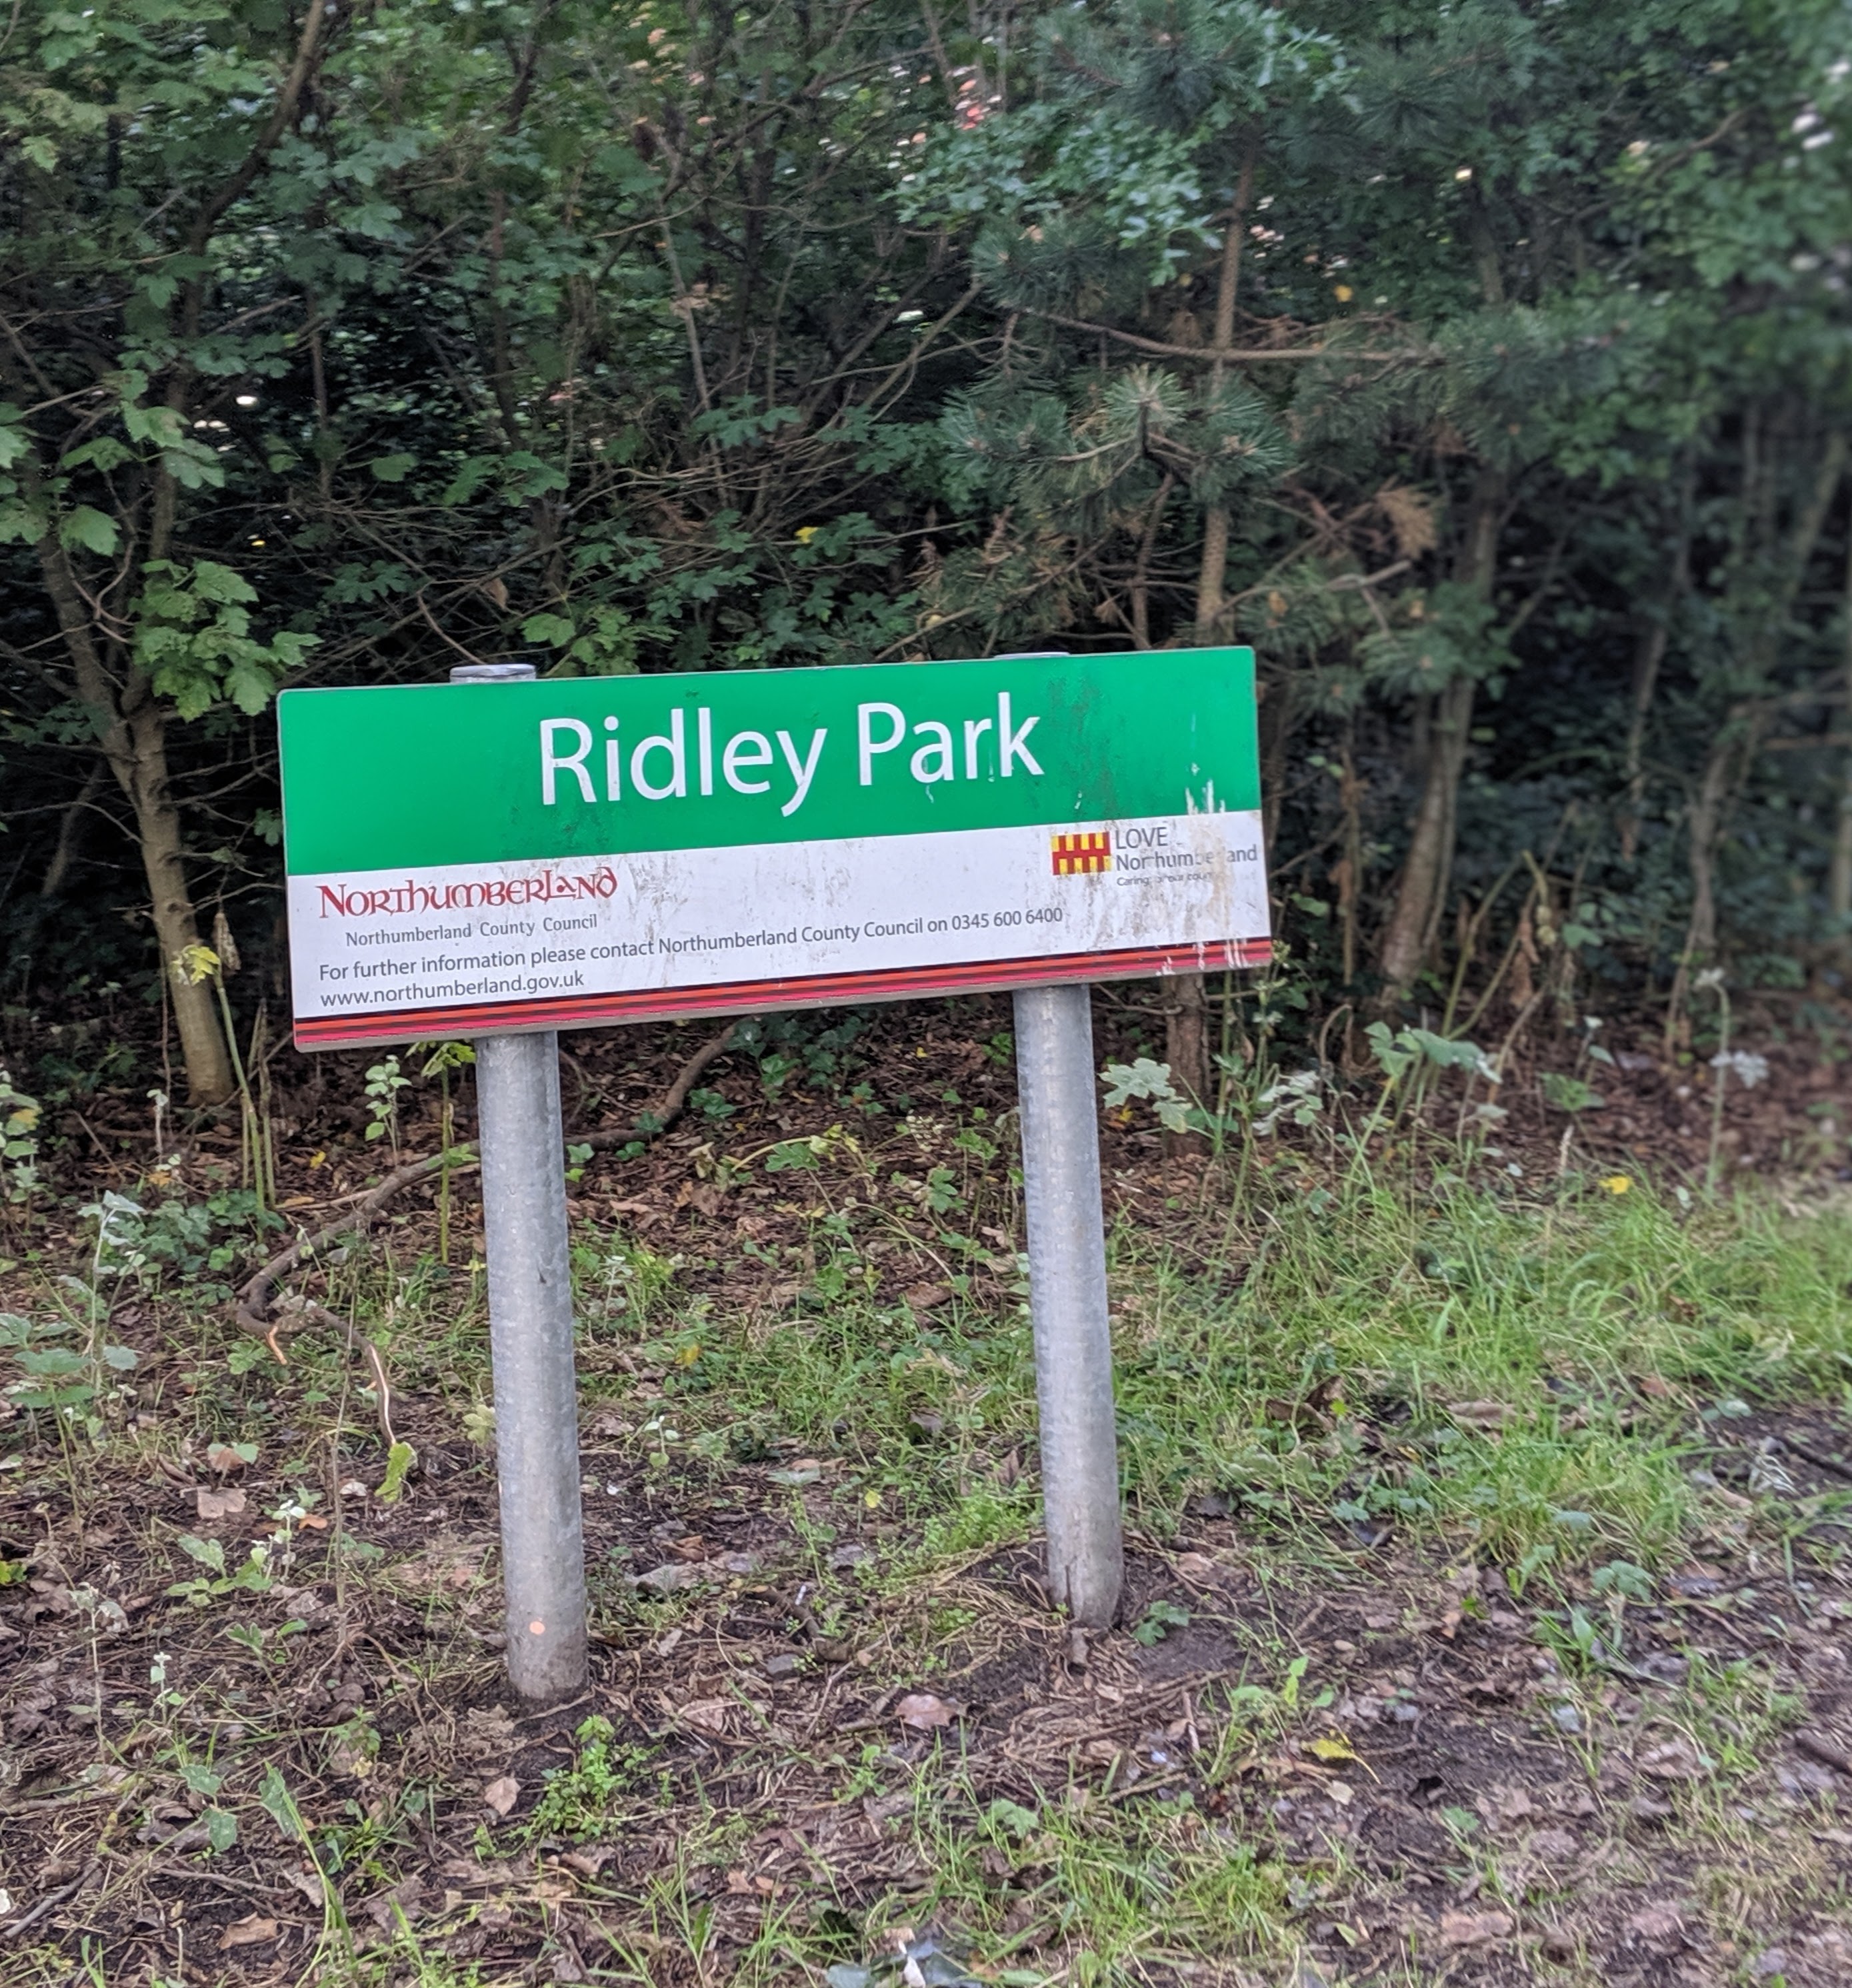 Ridley Park
NORTHUMBERLAND
Northumberland County Council
LOVE
Northumberland
For further information please contact Northumberland County Council on 0345 600 6400
www.northumberland.gov.uk